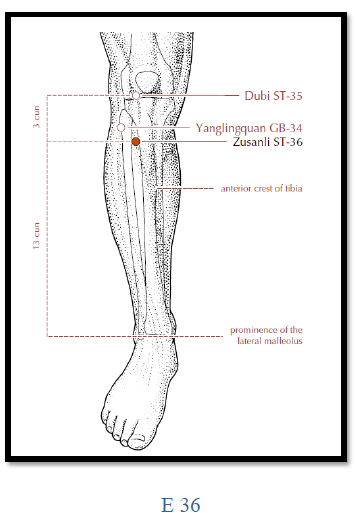 Dubi ST-35
3 cun
Yanglingquan GB-34
Zusanli ST-36
anterior crest of tibia
13 cun
prominence of the
lateral malleolus
E 36